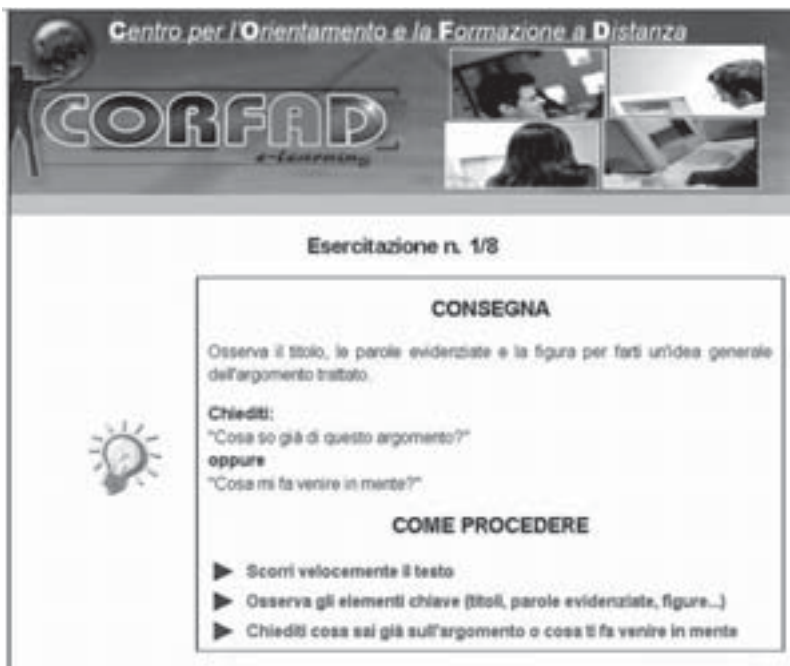 Centro per l'Orientamento e la Formazione a Distanza
CORFAD
e-learning
Esercitazione n. 1/8
CONSEGNA
Osserva il titolo, le parole evidenziate e la figura per farti un'idea generale
dell'argomento trattato.
Chiediti:
"Cosa so già di questo argomento?"
oppure
"Cosa mi fa venire in mente?"
COME PROCEDERE
Scorri velocemente il testo
Osserva gli elementi chiave (titoli, parole evidenziate, figure...)
Chiediti cosa sai già sull'argomento o cosa ti fa venire in mente